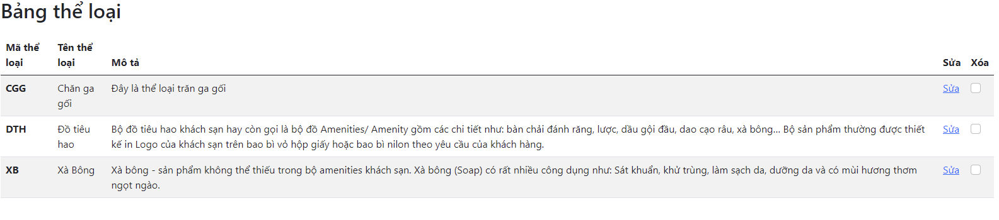 Bảng thể loại
Mã thể Tên thể
loại loại Mô tả Sửa Xóa
CGG Chăn ga Đây là thể loại trăn ga gối Sửa
gối
DTH Đồ tiêu Bộ đồ tiêu hao khách sạn hay còn gọi là bộ đồ Amenities/ Amenity gồm các chi tiết như: bàn chải đánh răng, lược, dầu gội đầu, dao cạo râu, xà bông... Bộ sản phẩm thường được thiết Sửa
hao kế in Logo của khách sạn trên bao bì vỏ hộp giấy hoặc bao bì nilon theo yêu cầu của khách hàng.
XB Xà Bông Xà bông - sản phẩm không thể thiếu trong bộ amenities khách sạn. Xà bông (Soap) có rất nhiều công dụng như: Sát khuẩn, khử trùng, làm sạch da, dưỡng da và có mùi hương thơm Sửa
ngọt ngào.